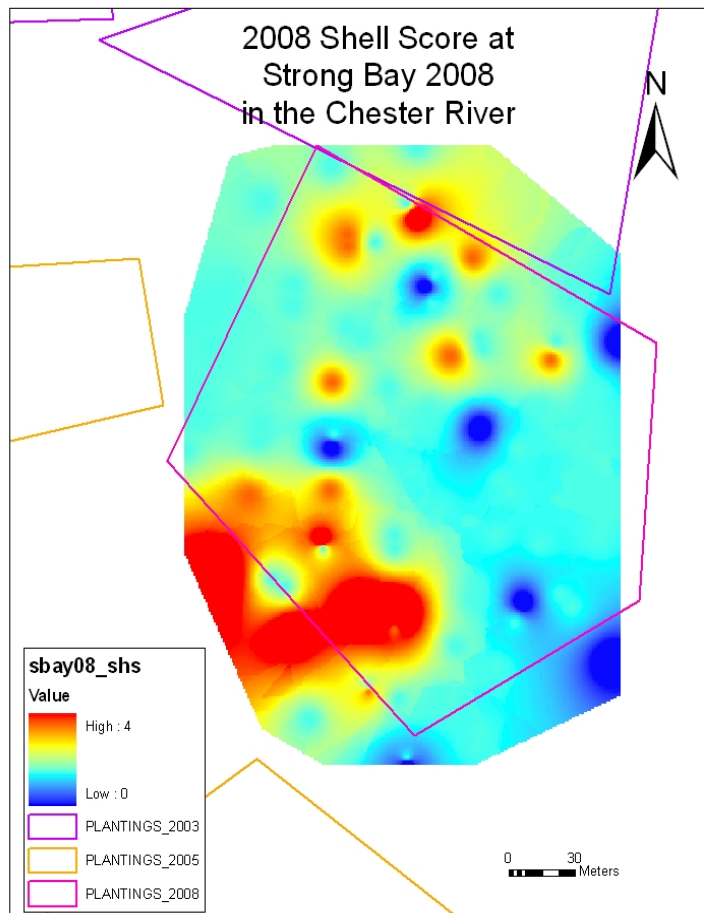 2008 Shell Score at
Strong Bay 2008
in the Chester River
N
sbay08_shs
Value
High : 4
Low : 0
PLANTINGS_2003
PLANTINGS_2005
PLANTINGS_2008
0 30
Meters